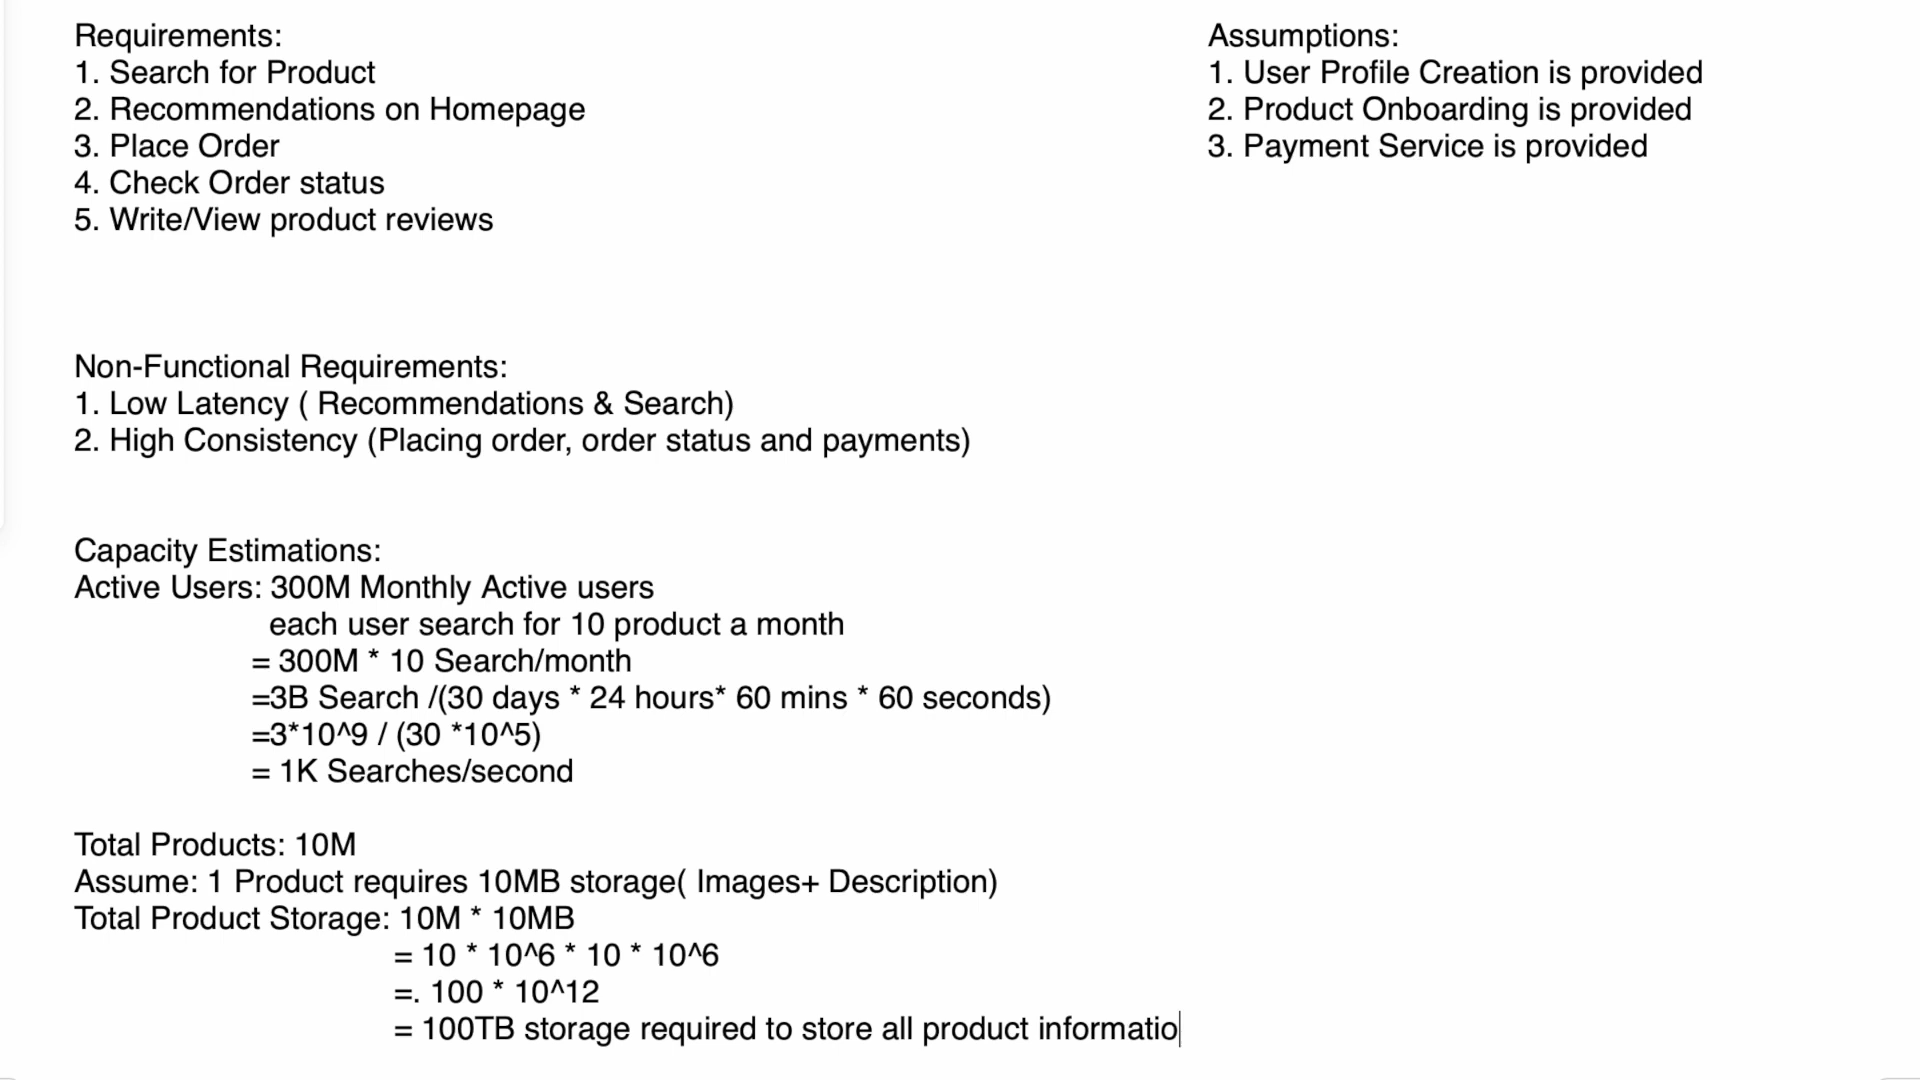 Requirements:
1. Search for Product
2. Recommendations on Homepage
3. Place Order
4. Check Order status
5. Write/View product reviews
Assumptions:
1. User Profile Creation is provided
2. Product Onboarding is provided
3. Payment Service is provided
Non-Functional Requirements:
1. Low Latency ( Recommendations & Search)
2. High Consistency (Placing order, order status and payments)
Capacity Estimations:
Active Users: 300M Monthly Active users
each user search for 10 product a month
= 300M * 10 Search/month
=3B Search /(30 days * 24 hours* 60 mins * 60 seconds)
=3*10^9 / (30 *10^5)
= 1K Searches/second
Total Products: 10M
Assume: 1 Product requires 10MB storage( Images+ Description)
Total Product Storage: 10M * 10MB
= 10 * 10^6 * 10 * 10^6
=. 100 * 10^12
= 100TB storage required to store all product informatio